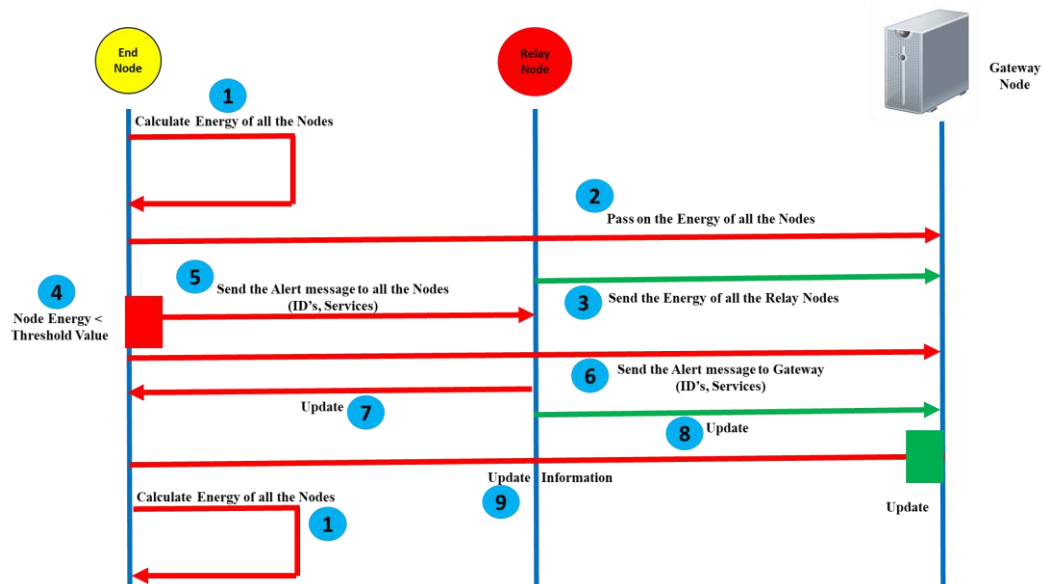 End
Node
Relay
Node
Gateway
Node
1
Calculate Energy of all the Nodes
2
Pass on the Energy of all the Nodes
3
Send the Energy of all the Relay Nodes
4
Node Energy <
Threshold Value
5
Send the Alert message to all the Nodes
(ID's, Services)
6
Send the Alert message to Gateway
(ID's, Services)
Update
7
8
Update
Update Information
9
Update
Calculate Energy of all the Nodes
1